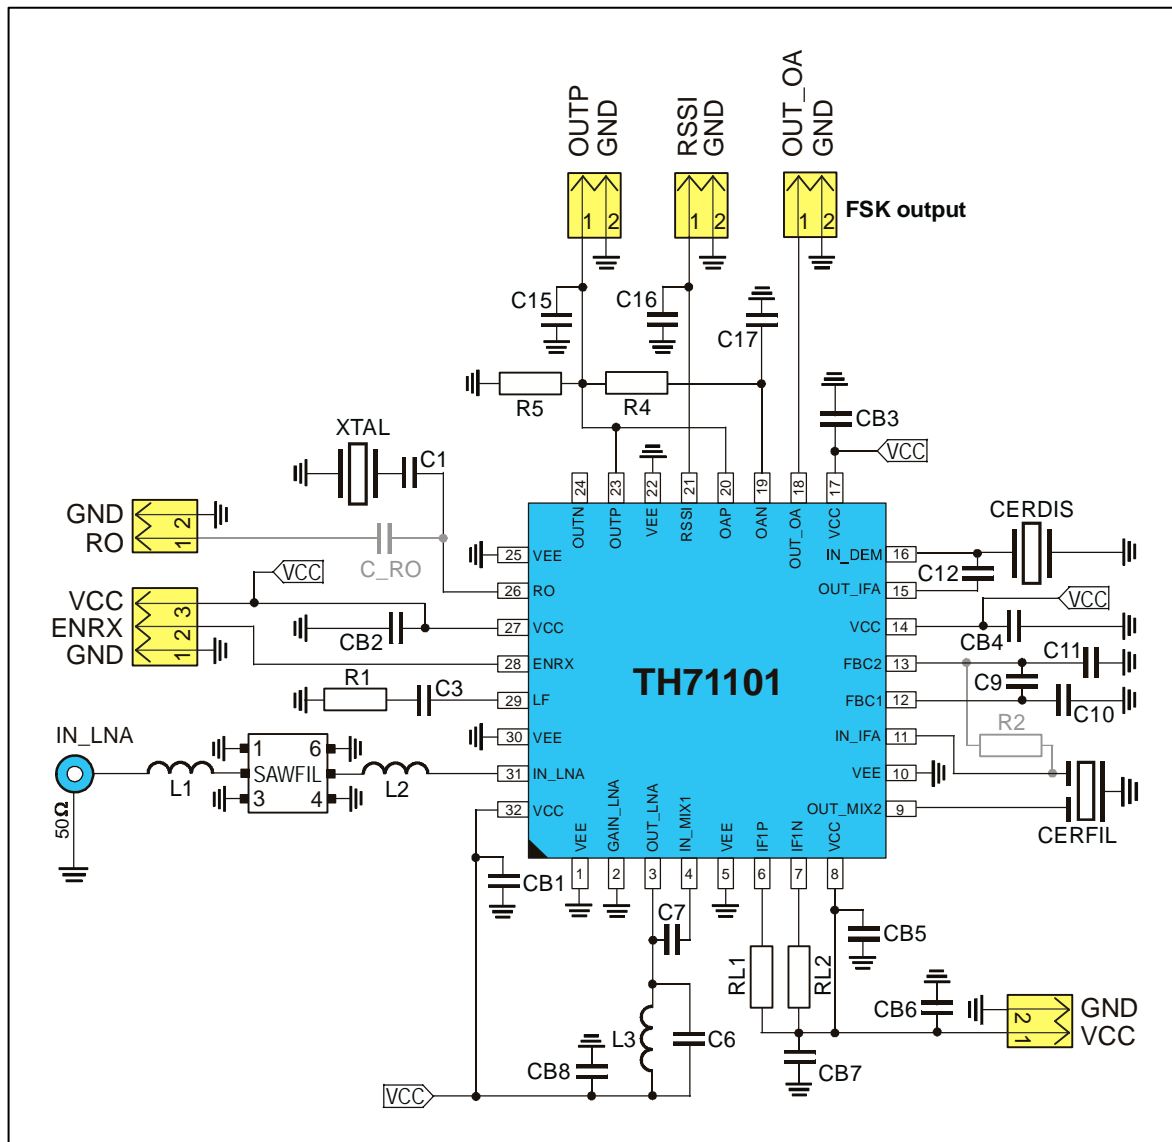 OUTP
GND
RSSI
GND
OUT_OA
GND
1 2
1 2
1 2
FSK output
C15
C16
C17
R5
R4
CB3
VCC
XTAL
C1
GND
RO
2
1
C_RO
VCC
ENRX
GND
3
2
1
VCC
CB2
R1
C3
IN_LNA
50Ω
L1
1 6
SAWFIL
3 4
L2
24 23 22 21 20 19 18 17
OUTN OUTP VEE RSSI OAP OAN OUT_OA VCC
25 VEE
26 RO
27 VCC
28 ENRX
29 LF
30 VEE
31 IN_LNA
32 VCC
TH71101
IN_DEM 16
OUT_IFA 15
VCC 14
FBC2 13
FBC1 12
IN_IFA 11
VEE 10
OUT_MIX2 9
VEE GAIN_LNA OUT_LNA IN_MIX1 VEE IF1P IF1N VCC
1 2 3 4 5 6 7 8
CERDIS
C12
VCC
CB4
C11
C9
C10
R2
CERFIL
CB1
C7
RL1
RL2
CB5
CB6
2
1
GND
VCC
L3
C6
CB8
CB7
VCC